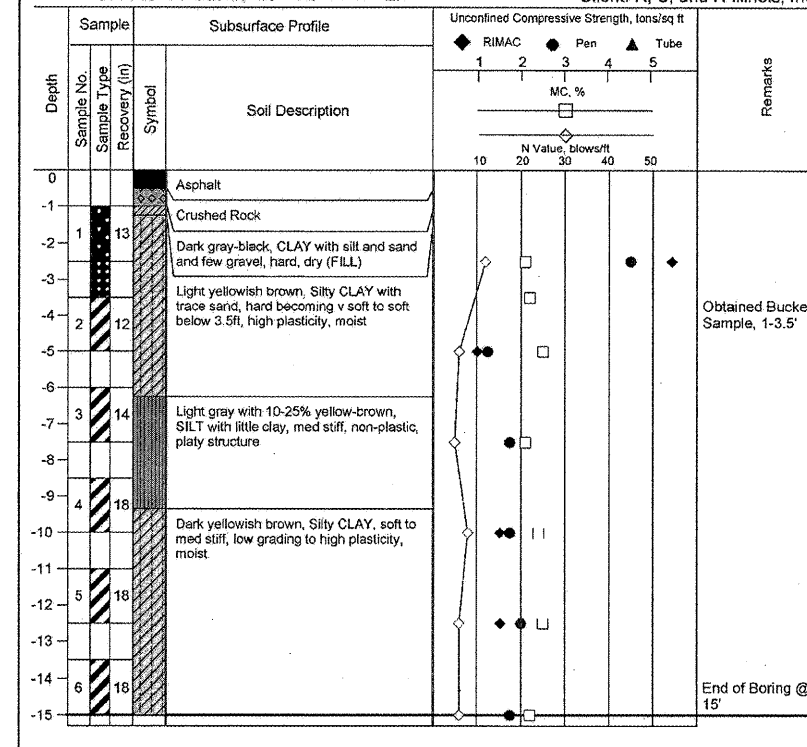 Sample
Subsurface Profile
Unconfined Compressive Strength, tons/sq ft
RIMAC Pen Tube
1 2 3 4 5
MC, %
N Value, blows/ft
10 20 30 40 50
Depth
Sample No.
Sample Type
Recovery (in)
Symbol
Soil Description
Remarks
0
Asphalt
-1
Crushed Rock
1 13
-2
Dark gray-black, CLAY with silt and sand
and few gravel, hard, dry (FILL)
-3
Light yellowish brown, Silty CLAY with
trace sand, hard becoming v soft to soft
below 3.5ft, high plasticity, moist
Obtained Bucke
Sample, 1-3.5'
-4
2 12
-5
-6
Light gray with 10-25% yellow-brown,
SILT with little clay, med stiff, non-plastic,
platy structure
3 14
-7
-8
-9
4 18
Dark yellowish brown, Silty CLAY, soft to
med stiff, low grading to high plasticity,
moist
-10
-11
5 18
-12
-13
-14
6 18
End of Boring @
15'
-15